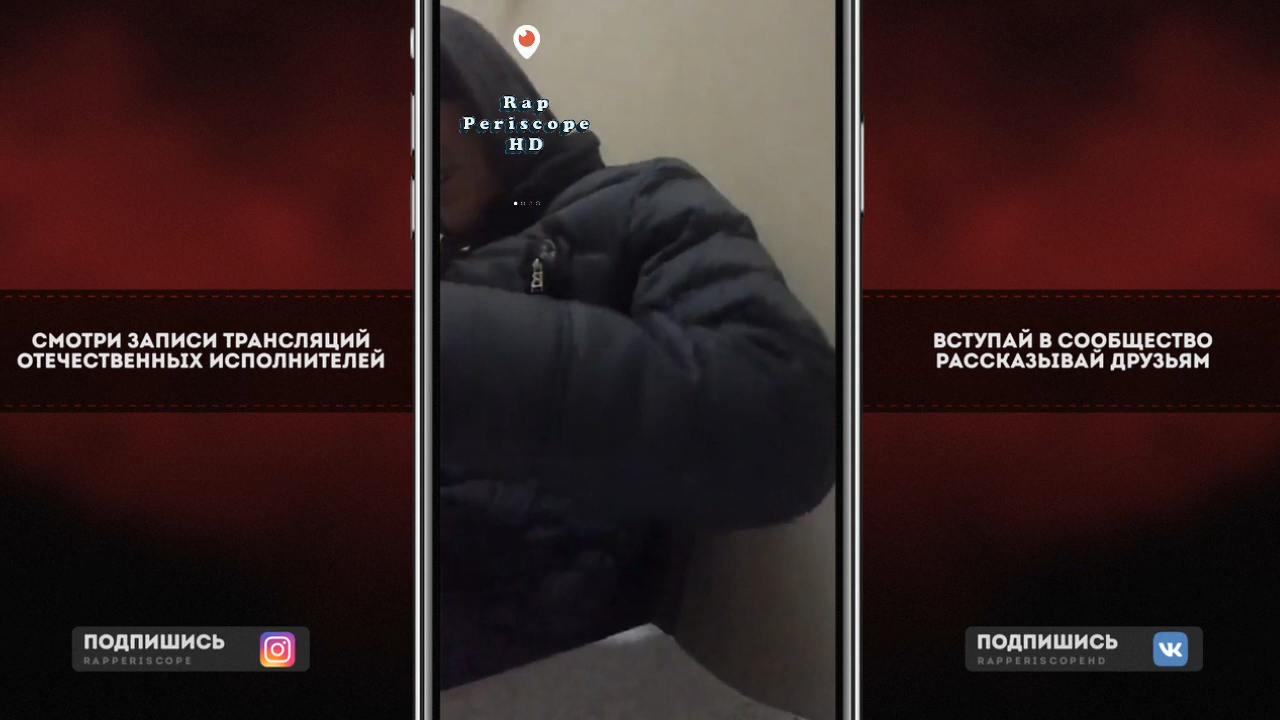 Rap
Periscope
HD
СМОТРИ ЗАПИСИ ТРАНСЛЯЦИЙ
ОТЕЧЕСТВЕННЫХ ИСПОЛНИТЕЛЕЙ
ВСТУПАЙ В СООБЩЕСТВО
РАССКАЗЫВАЙ ДРУЗЬЯМ
ПОДПИШИСЬ
RAPPERISCOPE
ПОДПИШИСЬ
RAPPERISCOPEHD